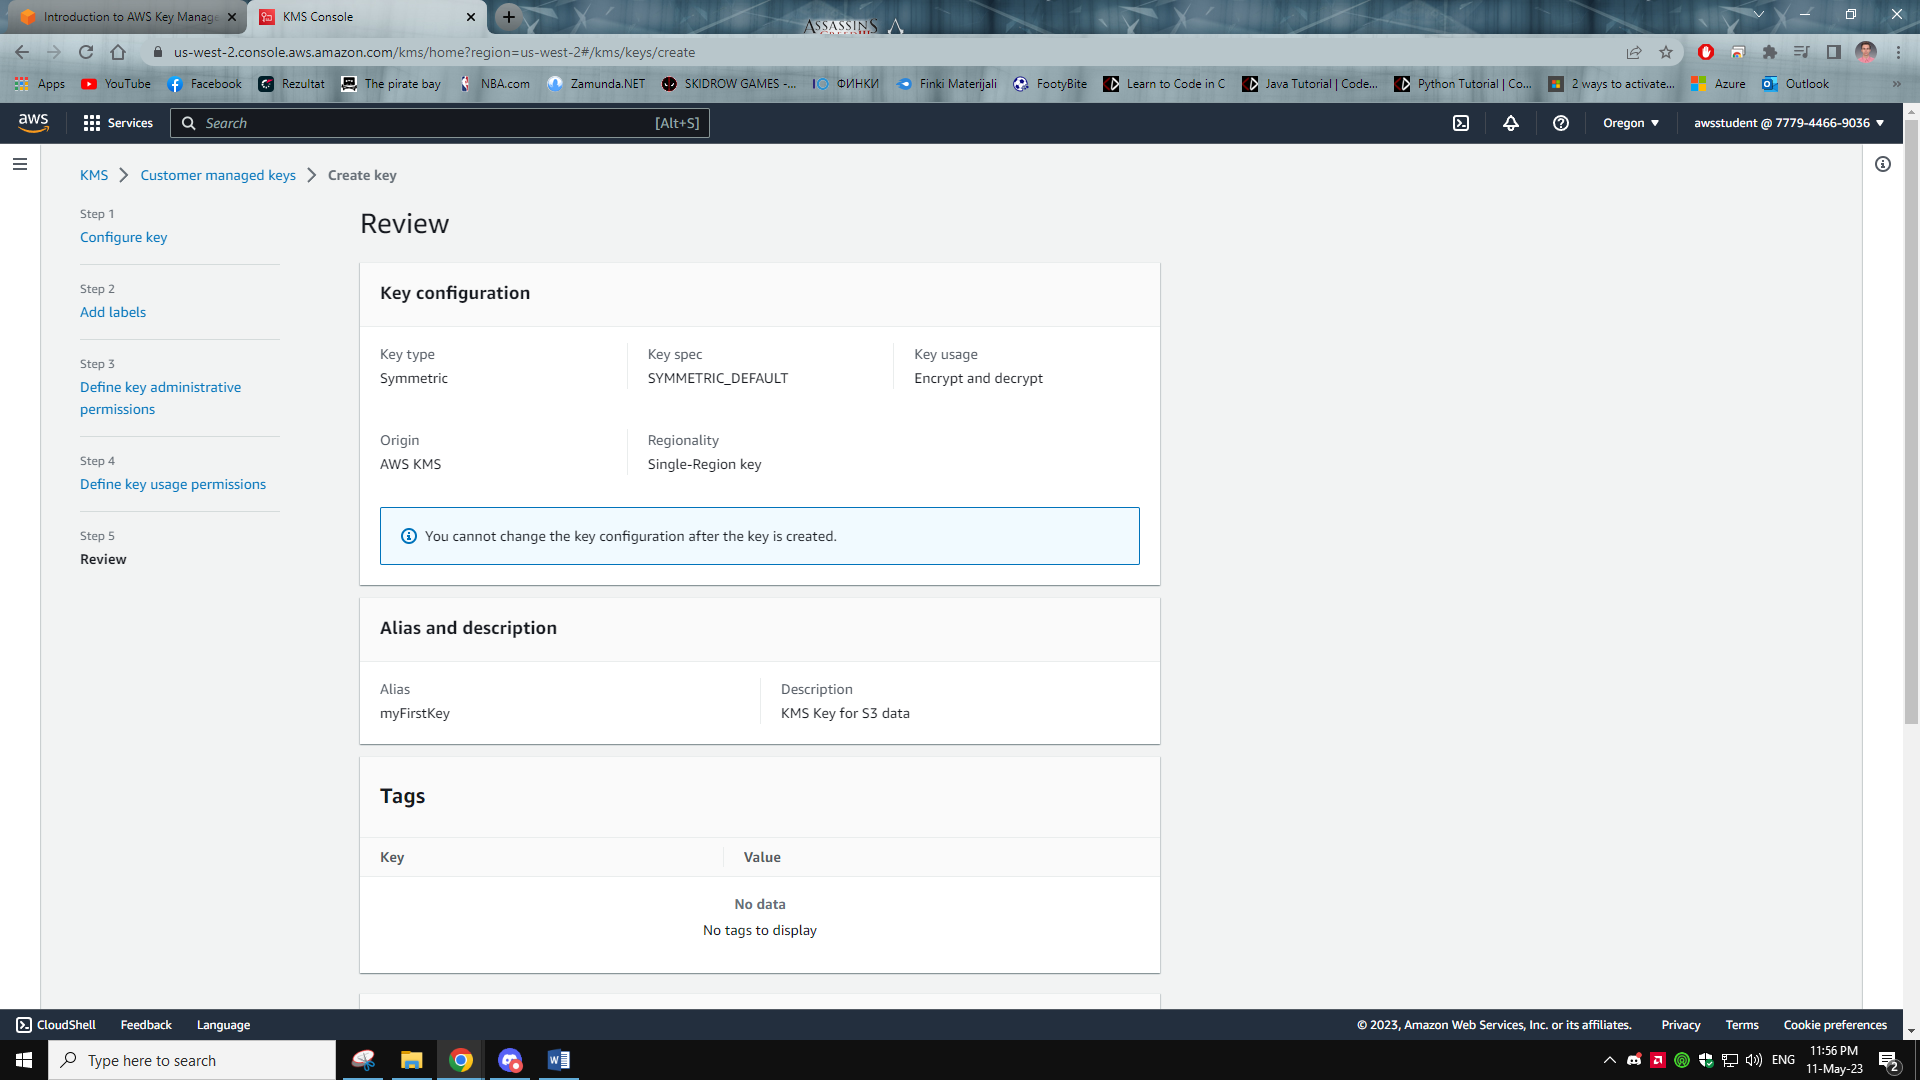 Introduction to AWS Key Manage
KMS Console
ASSASSINS
us-west-2.console.aws.amazon.com/kms/home?region=us-west-2#/kms/keys/create
Apps
YouTube
Facebook
Rezultat
The pirate bay
NBA.com
Zamunda.NET
SKIDROW GAMES -...
ФИНКИ
Finki Materijali
FootyBite
Learn to Code in C
Java Tutorial | Code...
Python Tutorial | Co...
2 ways to activate...
Azure
Outlook
»
aws
Services
Search
[Alt+S]
Oregon
awsstudent @ 7779-4466-9036
KMS
Customer managed keys
Create key
Step 1
Configure key
Step 2
Add labels
Step 3
Define key administrative
permissions
Step 4
Define key usage permissions
Step 5
Review
Review
Key configuration
Key type
Symmetric
Key spec
SYMMETRIC_DEFAULT
Key usage
Encrypt and decrypt
Origin
AWS KMS
Regionality
Single-Region key
You cannot change the key configuration after the key is created.
Alias and description
Alias
myFirstKey
Description
KMS Key for S3 data
Tags
Key
Value
No data
No tags to display
CloudShell
Feedback
Language
© 2023, Amazon Web Services, Inc. or its affiliates.
Privacy
Terms
Cookie preferences
Type here to search
ENG
11:56 PM
11-May-23
2